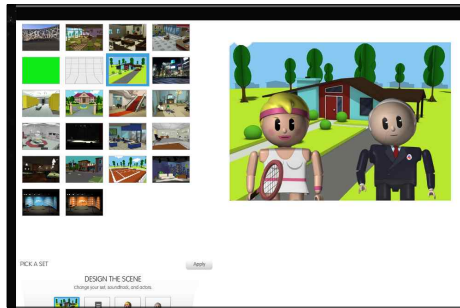 PICK A SET
Apply
DESIGN THE SCENE
Change your set, soundtrack, and actors.